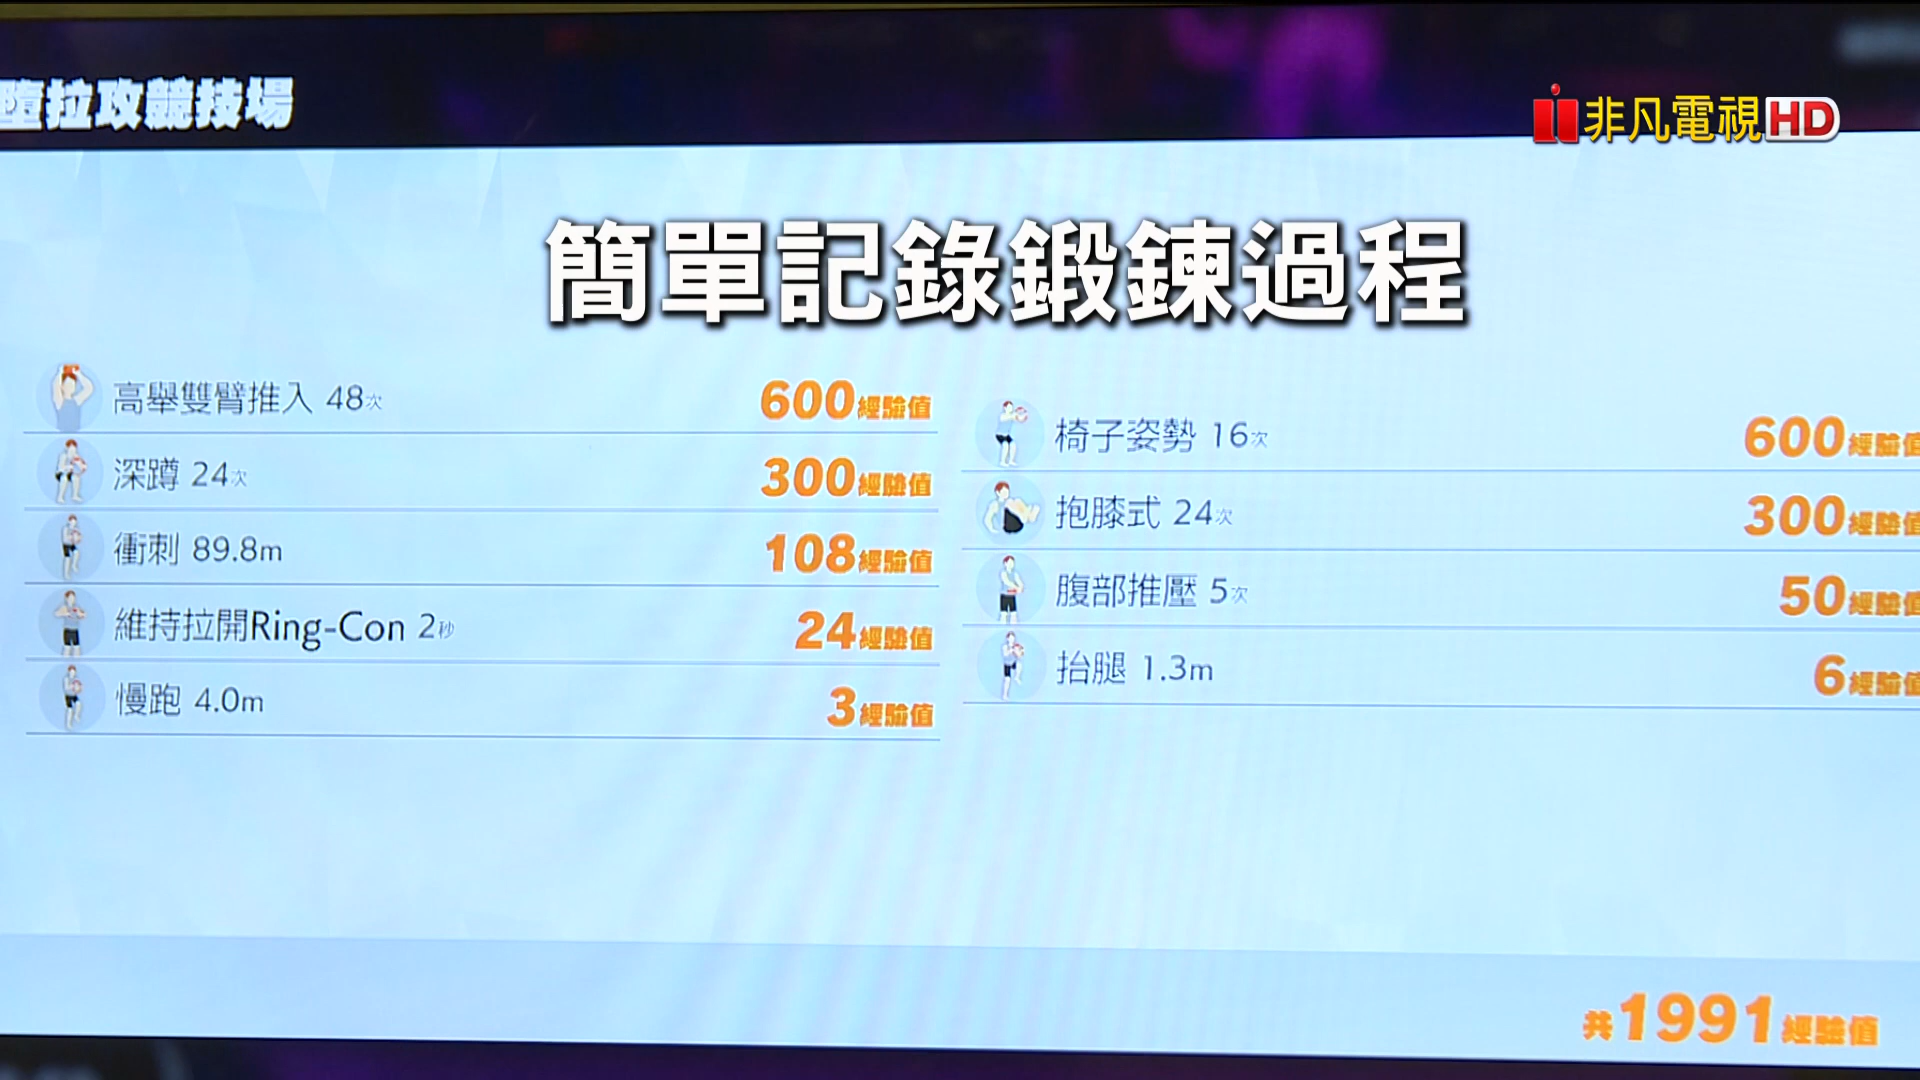 墮拉攻競技場
非凡電視HD
簡單記錄鍛鍊過程
高舉雙臂推入 48次 600經驗值
深蹲 24次 300經驗值
衝刺 89.8m 108經驗值
維持拉開Ring-Con 2秒 24經驗值
慢跑 4.0m 3經驗值
椅子姿勢 16次 600經驗值
抱膝式 24次 300經驗值
腹部推壓 5次 50經驗值
抬腿 1.3m 6經驗值
共1991經驗值